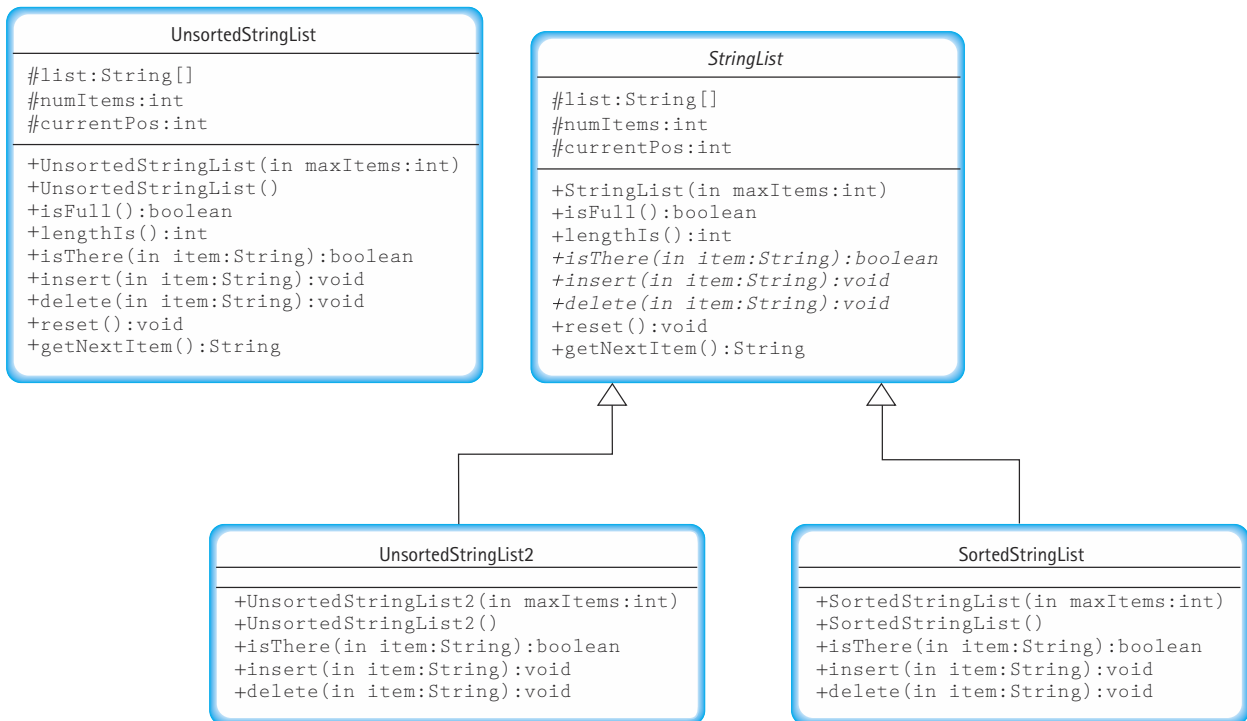 UnsortedStringList
#list:String[]
#numItems:int
#currentPos:int
+UnsortedStringList(in maxItems:int)
+UnsortedStringList()
+isFull():boolean
+lengthIs():int
+isThere(in item:String):boolean
+insert(in item:String):void
+delete(in item:String):void
+reset():void
+getNextItem():String
StringList
#list:String[]
#numItems:int
#currentPos:int
+StringList(in maxItems:int)
+isFull():boolean
+lengthIs():int
+isThere(in item:String):boolean
+insert(in item:String):void
+delete(in item:String):void
+reset():void
+getNextItem():String
UnsortedStringList2
+UnsortedStringList2(in maxItems:int)
+UnsortedStringList2()
+isThere(in item:String):boolean
+insert(in item:String):void
+delete(in item:String):void
SortedStringList
+SortedStringList(in maxItems:int)
+SortedStringList()
+isThere(in item:String):boolean
+insert(in item:String):void
+delete(in item:String):void